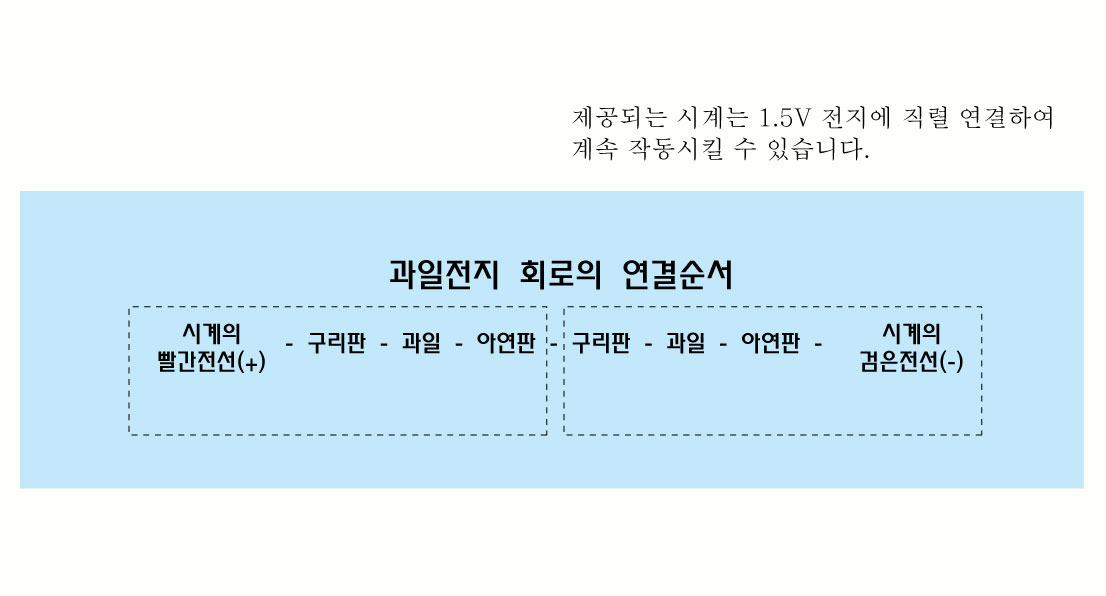 제공되는 시계는 1.5V 전지에 직렬 연결하여
계속 작동시킬 수 있습니다.
과일전지 회로의 연결순서
시계의
빨간전선(+)
- 구리판 - 과일 - 아연판 - 구리판 - 과일 - 아연판 -
시계의
검은전선(-)